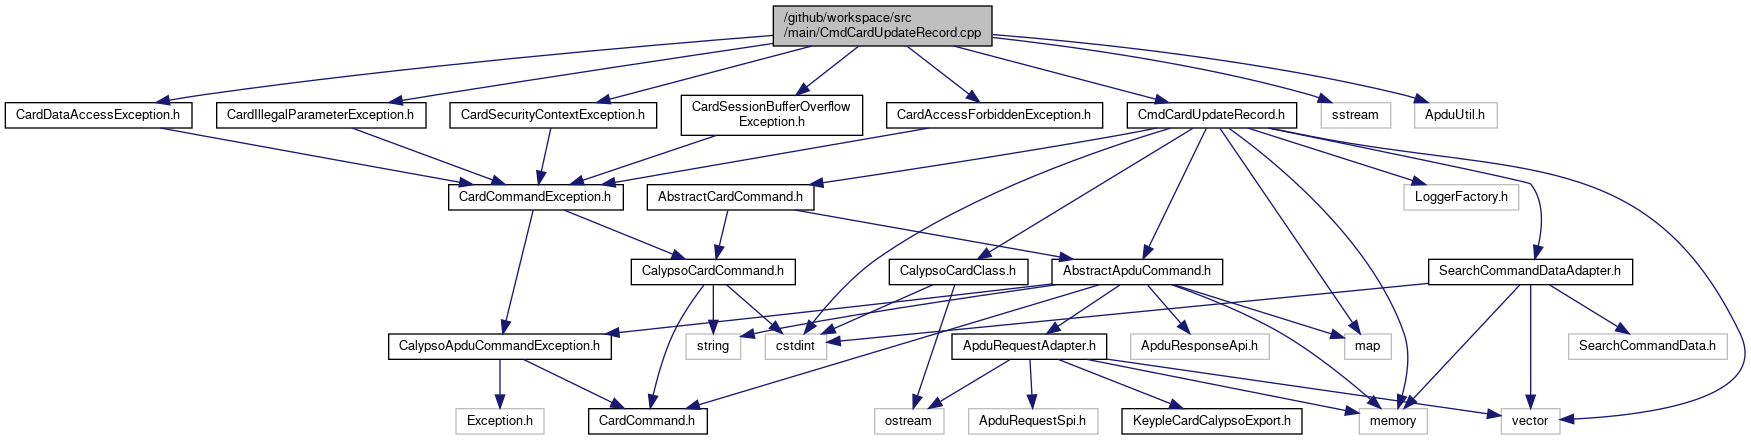 /github/workspace/src
/main/CmdCardUpdateRecord.cpp
CardDataAccessException.h
CardIllegalParameterException.h
CardSecurityContextException.h
CardSessionBufferOverflow
Exception.h
CardAccessForbiddenException.h
CmdCardUpdateRecord.h
sstream
ApduUtil.h
CardCommandException.h
AbstractCardCommand.h
LoggerFactory.h
CalypsoCardCommand.h
CalypsoCardClass.h
AbstractApduCommand.h
SearchCommandDataAdapter.h
CalypsoApduCommandException.h
string
cstdint
ApduRequestAdapter.h
ApduResponseApi.h
map
SearchCommandData.h
Exception.h
CardCommand.h
ostream
ApduRequestSpi.h
KeypleCardCalypsoExport.h
memory
vector